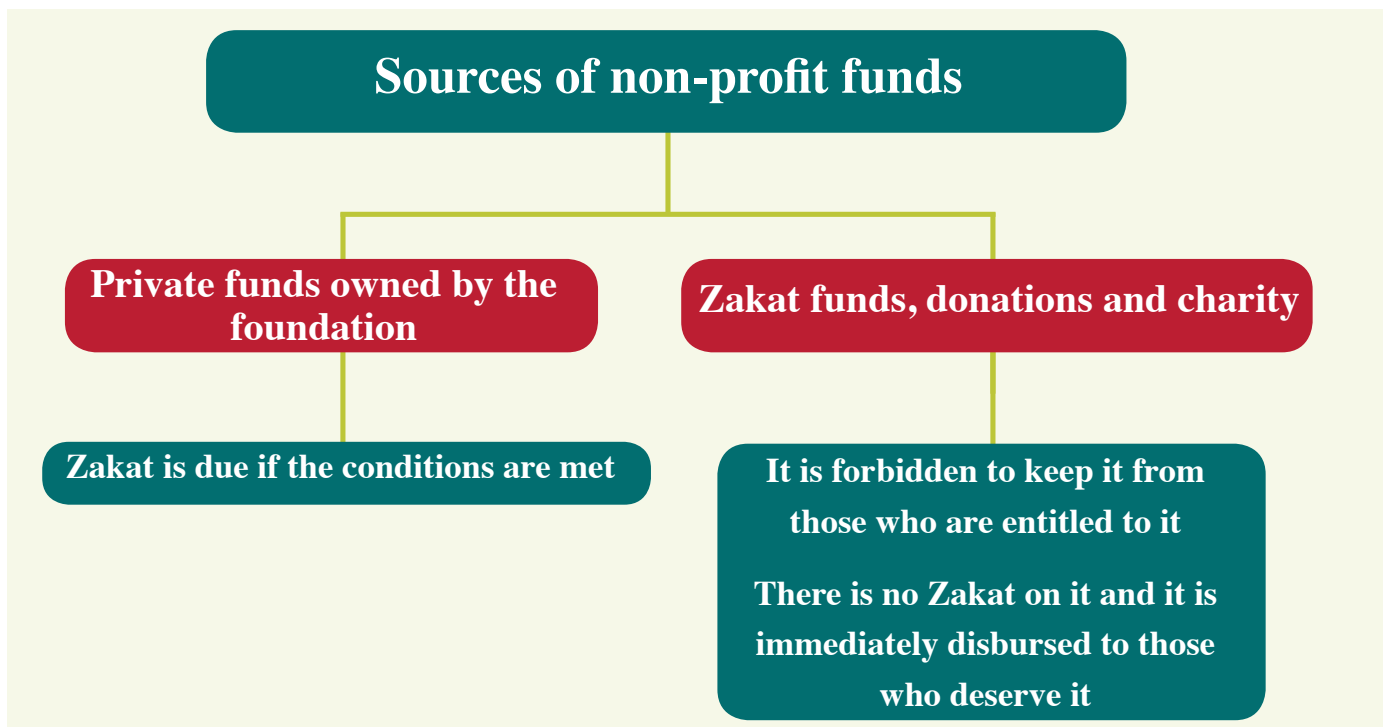 Sources of non-profit funds
Private funds owned by the
foundation
Zakat funds, donations and charity
Zakat is due if the conditions are met
It is forbidden to keep it from
those who are entitled to it
There is no Zakat on it and it is
immediately disbursed to those
who deserve it